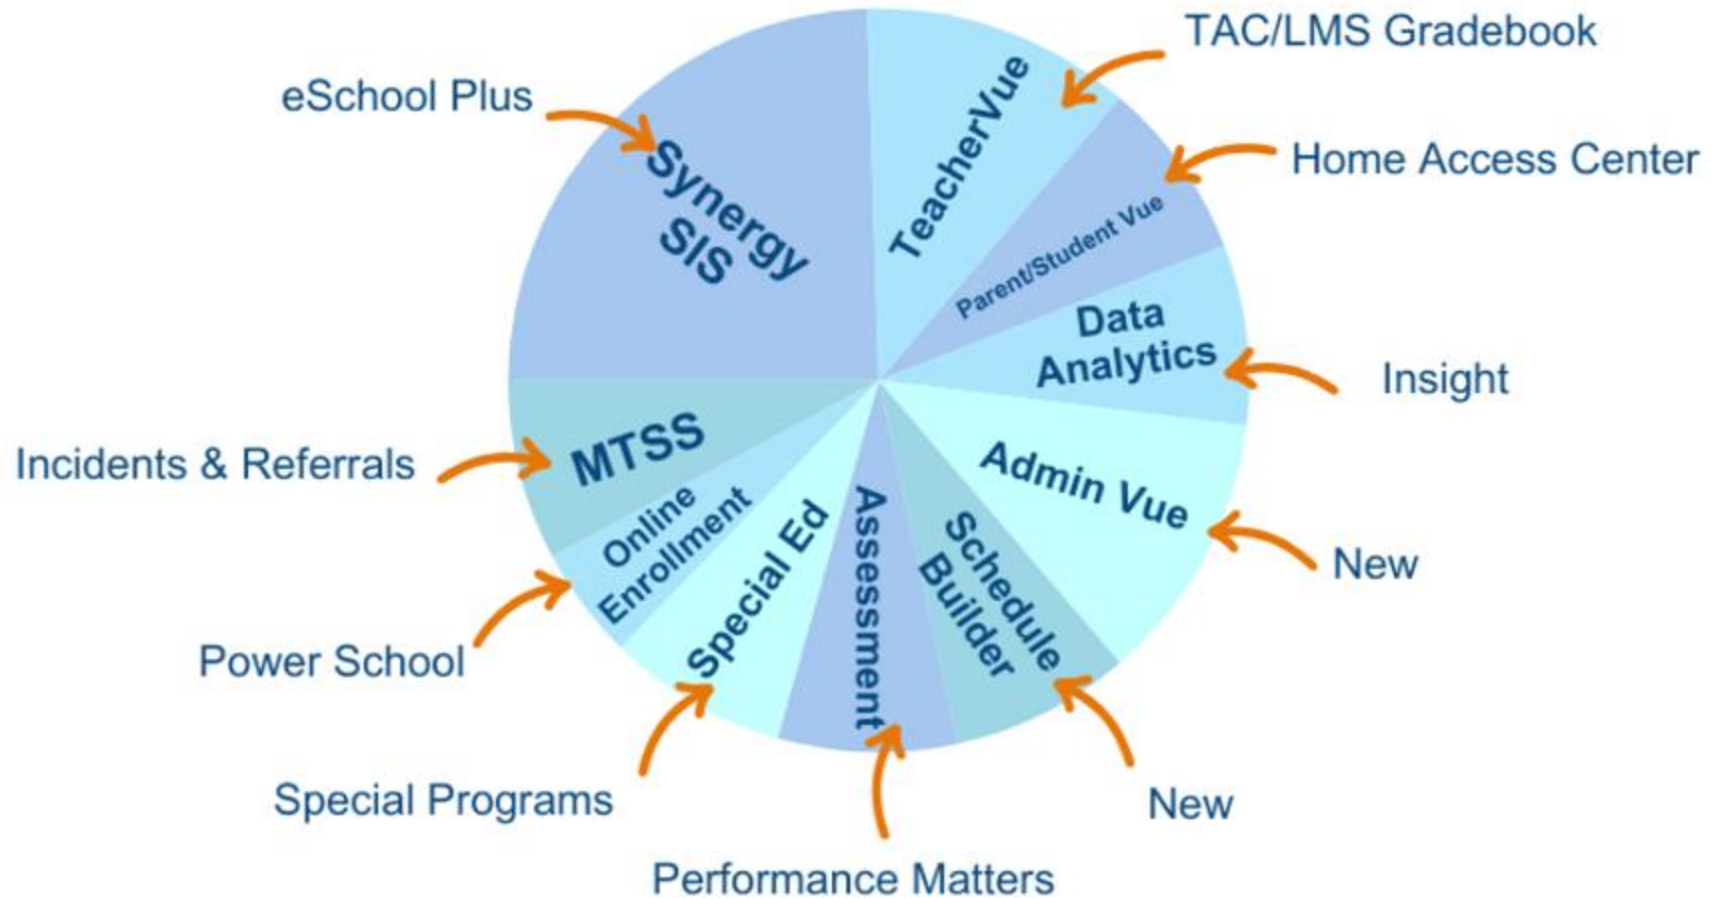 TAC/LMS Gradebook
eSchool Plus
Home Access Center
Synergy
SIS
TeacherVue
Parent/Student Vue
Data
Analytics
Insight
Incidents & Referrals
MTSS
Admin Vue
New
Online
Enrollment
Special Ed
Assessment
Schedule
Builder
Power School
Special Programs
New
Performance Matters